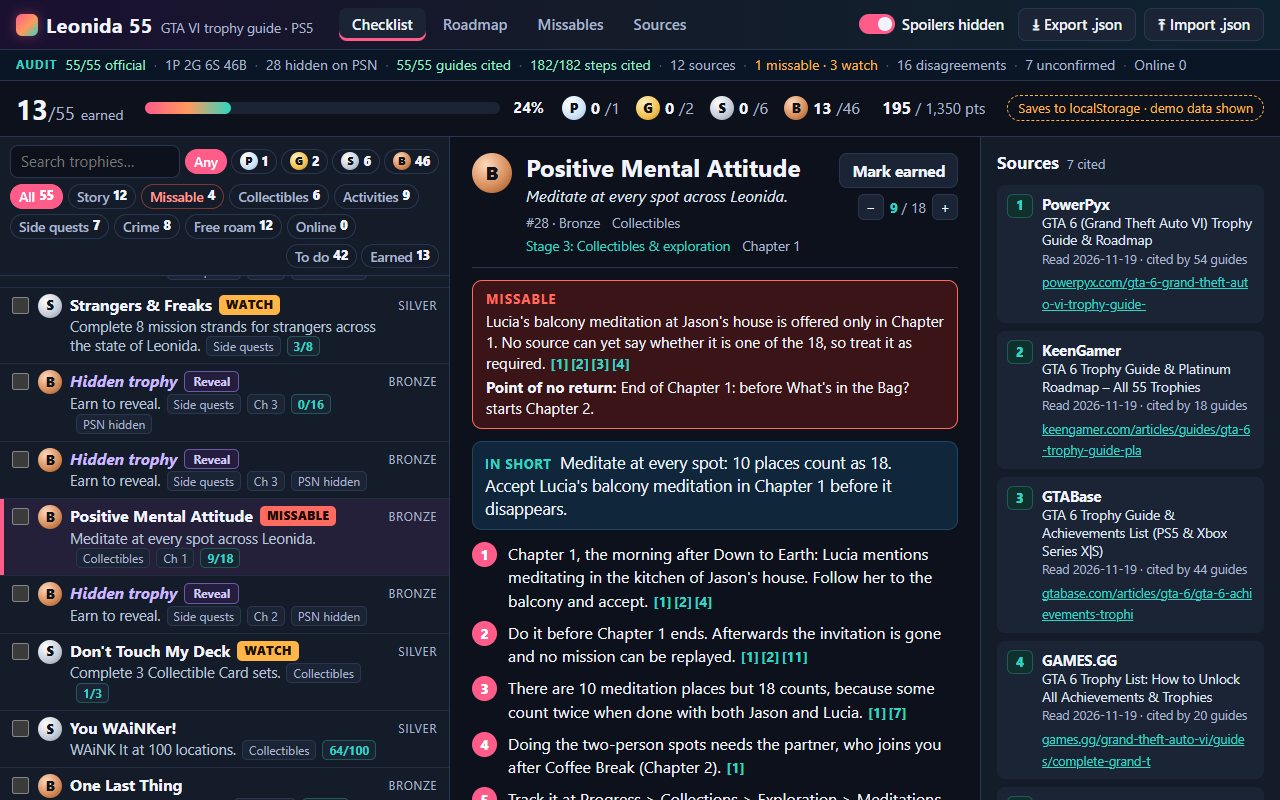 Leonida 55 GTA VI trophy guide · PS5 Checklist Roadmap Missables Sources Spoilers hidden Export .json Import .json
AUDIT 55/55 official · 1P 2G 6S 46B · 28 hidden on PSN · 55/55 guides cited · 182/182 steps cited · 12 sources · 1 missable · 3 watch · 16 disagreements · 7 unconfirmed · Online 0
13/55 earned 24% P 0 /1 G 0 /2 S 0 /6 B 13 /46 195 / 1,350 pts Saves to localStorage · demo data shown
Search trophies... Any P 1 G 2 S 6 B 46
All 55 Story 12 Missable 4 Collectibles 6 Activities 9
Side quests 7 Crime 8 Free roam 12 Online 0
To do 42 Earned 13
S Strangers & Freaks WATCH SILVER
Complete 8 mission strands for strangers across
the state of Leonida. Side quests 3/8
B Hidden trophy Reveal BRONZE
Earn to reveal. Side quests Ch 3 0/16
PSN hidden
B Hidden trophy Reveal BRONZE
Earn to reveal. Side quests Ch 3 PSN hidden
B Positive Mental Attitude MISSABLE BRONZE
Meditate at every spot across Leonida.
Collectibles Ch 1 9/18
B Hidden trophy Reveal BRONZE
Earn to reveal. Side quests Ch 2 PSN hidden
S Don't Touch My Deck WATCH SILVER
Complete 3 Collectible Card sets. Collectibles
1/3
S You WAiNKer! SILVER
WAiNK It at 100 locations. Collectibles 64/100
B One Last Thing BRONZE
B Positive Mental Attitude Mark earned
Meditate at every spot across Leonida.
− 9 / 18 +
#28 · Bronze Collectibles
Stage 3: Collectibles & exploration Chapter 1
MISSABLE
Lucia's balcony meditation at Jason's house is offered only in Chapter
1. No source can yet say whether it is one of the 18, so treat it as
required. [1] [2] [3] [4]
Point of no return: End of Chapter 1: before What's in the Bag?
starts Chapter 2.
IN SHORT Meditate at every spot: 10 places count as 18.
Accept Lucia's balcony meditation in Chapter 1 before it
disappears.
1 Chapter 1, the morning after Down to Earth: Lucia mentions
meditating in the kitchen of Jason's house. Follow her to the
balcony and accept. [1] [2] [4]
2 Do it before Chapter 1 ends. Afterwards the invitation is gone
and no mission can be replayed. [1] [2] [11]
3 There are 10 meditation places but 18 counts, because some
count twice when done with both Jason and Lucia. [1] [7]
4 Doing the two-person spots needs the partner, who joins you
after Coffee Break (Chapter 2). [1]
5 Track it at Progress > Collections > Exploration > Meditations
Sources 7 cited
1 PowerPyx
GTA 6 (Grand Theft Auto VI) Trophy
Guide & Roadmap
Read 2026-11-19 · cited by 54 guides
powerpyx.com/gta-6-grand-theft-aut
o-vi-trophy-guide-
2 KeenGamer
GTA 6 Trophy Guide & Platinum
Roadmap – All 55 Trophies
Read 2026-11-19 · cited by 18 guides
keengamer.com/articles/guides/gta-6
-trophy-guide-pla
3 GTABase
GTA 6 Trophy Guide &
Achievements List (PS5 & Xbox
Series X|S)
Read 2026-11-19 · cited by 44 guides
gtabase.com/articles/gta-6/gta-6-achi
evements-trophi
4 GAMES.GG
GTA 6 Trophy List: How to Unlock
All Achievements & Trophies
Read 2026-11-19 · cited by 20 guides
games.gg/grand-theft-auto-vi/guide
s/complete-grand-t